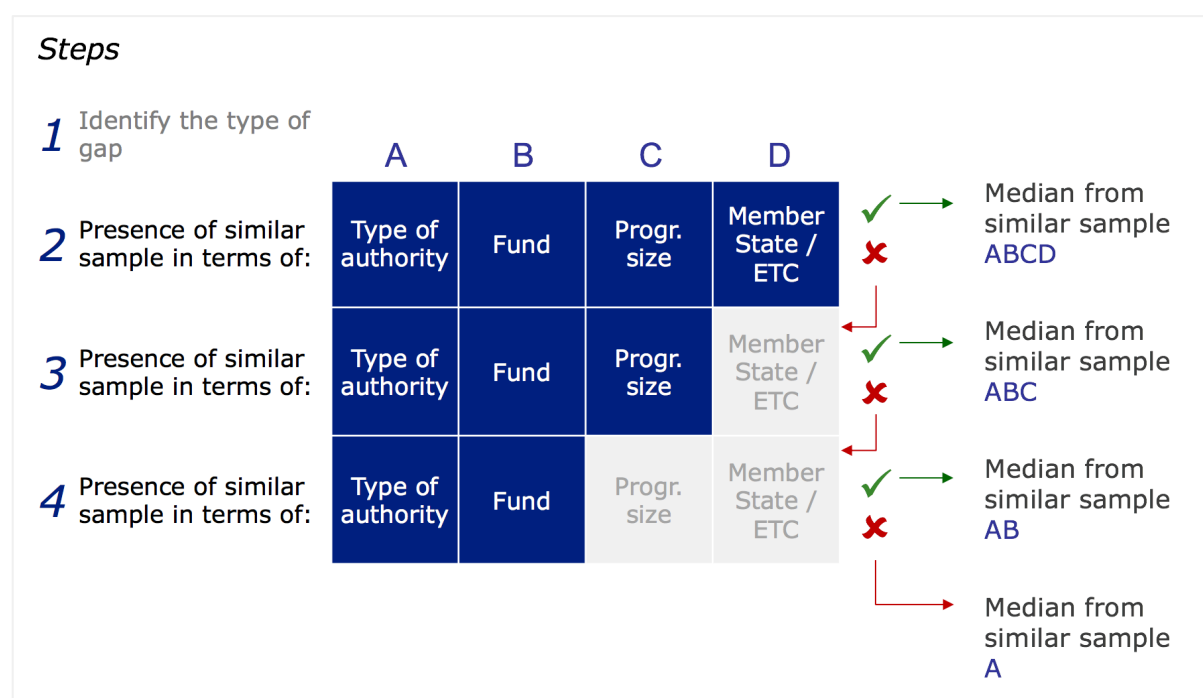 Steps
1
Identify the type of
gap
A
B
C
D
2
Presence of similar
sample in terms of:
Type of
authority
Fund
Progr.
size
Member
State /
ETC
Median from
similar sample
ABCD
3
Presence of similar
sample in terms of:
Type of
authority
Fund
Progr.
size
Member
State /
ETC
Median from
similar sample
ABC
4
Presence of similar
sample in terms of:
Type of
authority
Fund
Progr.
size
Member
State /
ETC
Median from
similar sample
AB
Median from
similar sample
A